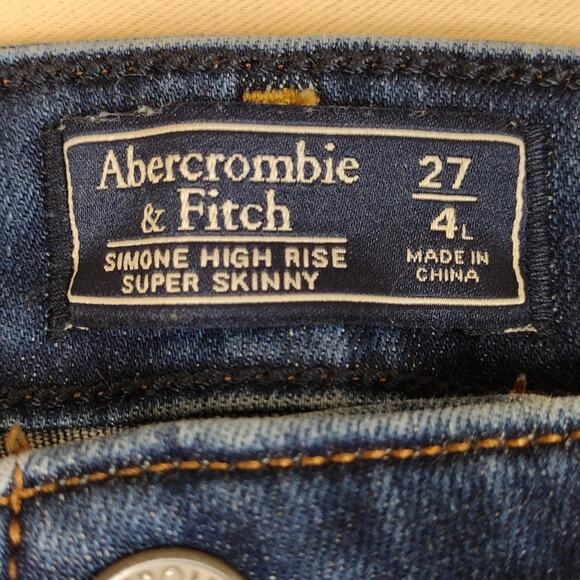 Abercrombie
& Fitch
SIMONE HIGH RISE
SUPER SKINNY
27
4L
MADE IN
CHINA